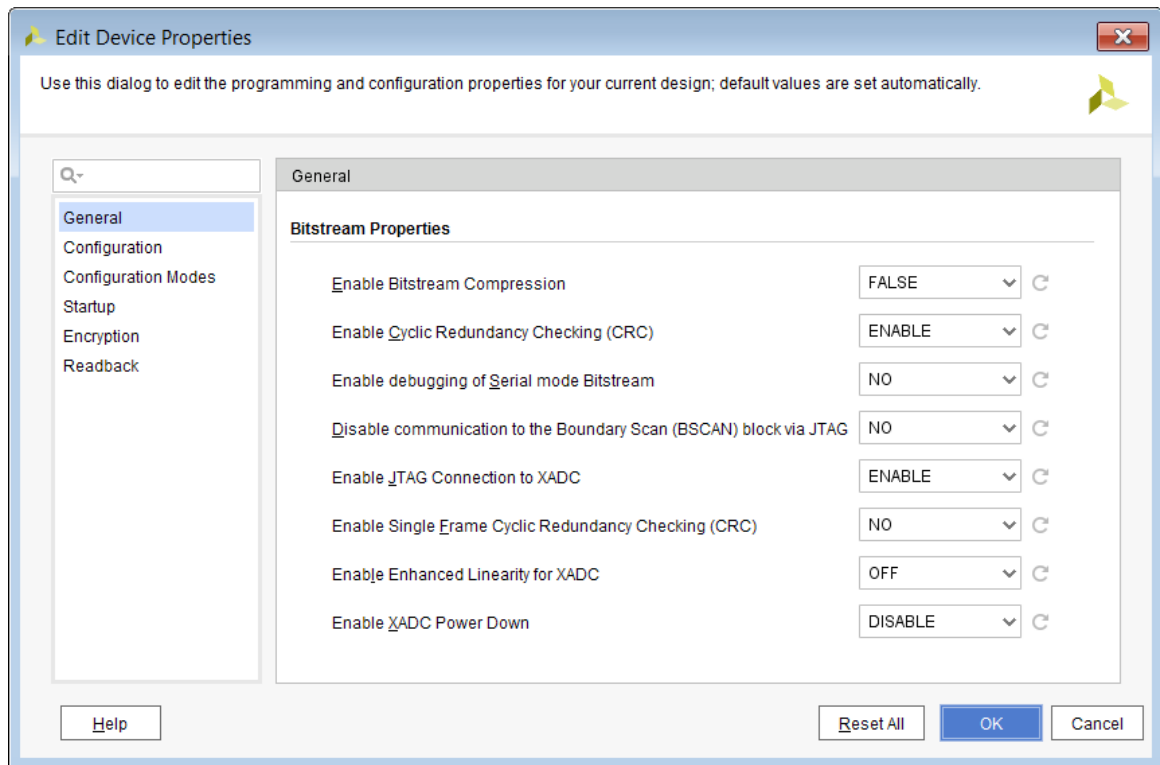 Edit Device Properties
Use this dialog to edit the programming and configuration properties for your current design; default values are set automatically.
General
Configuration
Configuration Modes
Startup
Encryption
Readback
General
Bitstream Properties
Enable Bitstream Compression FALSE
Enable Cyclic Redundancy Checking (CRC) ENABLE
Enable debugging of Serial mode Bitstream NO
Disable communication to the Boundary Scan (BSCAN) block via JTAG NO
Enable JTAG Connection to XADC ENABLE
Enable Single Frame Cyclic Redundancy Checking (CRC) NO
Enable Enhanced Linearity for XADC OFF
Enable XADC Power Down DISABLE
Help Reset All OK Cancel